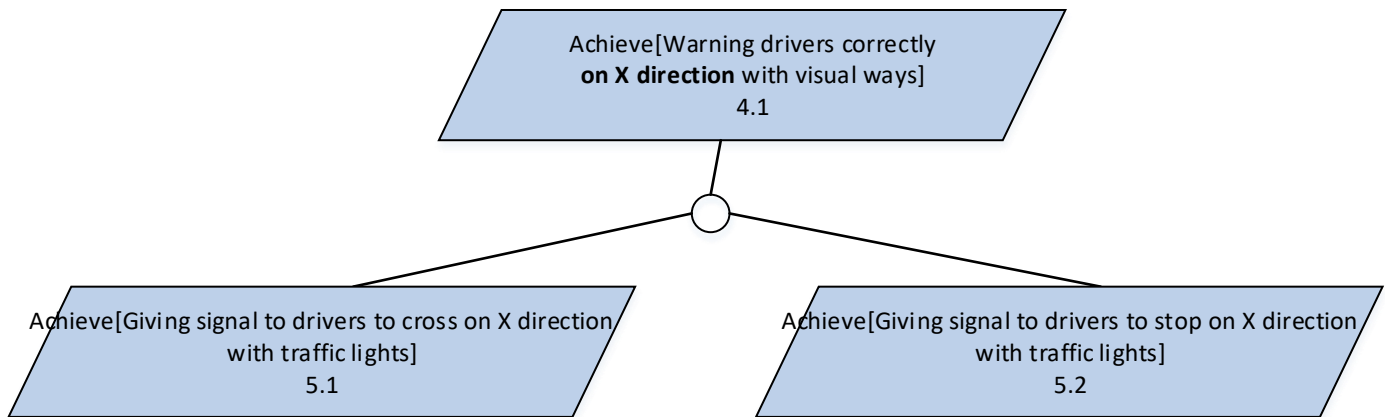 Achieve[Warning drivers correctly
on X direction with visual ways]
4.1
Achieve[Giving signal to drivers to cross on X direction
with traffic lights]
5.1
Achieve[Giving signal to drivers to stop on X direction
with traffic lights]
5.2